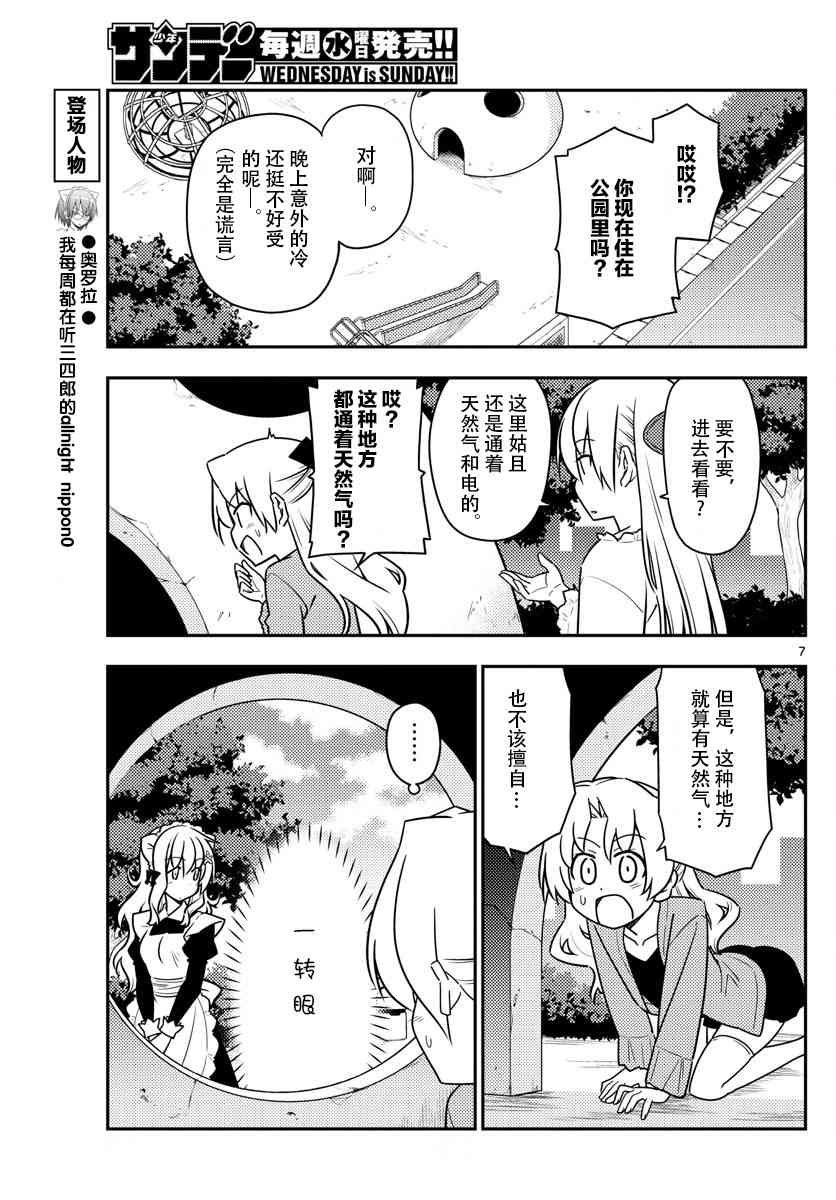 少年サンデー
毎週水曜日発売!!
WEDNESDAY is SUNDAY!!
登场人物
●奥罗拉●
我每周都在听三四郎的allnight nippon0
哎哎!?
你现在住在
公园里吗?
对啊—。
晚上意外的冷
还挺不好受
的呢—。
(完全是谎言)
要不要,
进去看看?
这里姑且
还是通着
天然气和
电的。
哎?
这种地方
都通着天然气吗?
7
但是,这种地方
就算有天然气…
也不该擅自…
……
一转眼